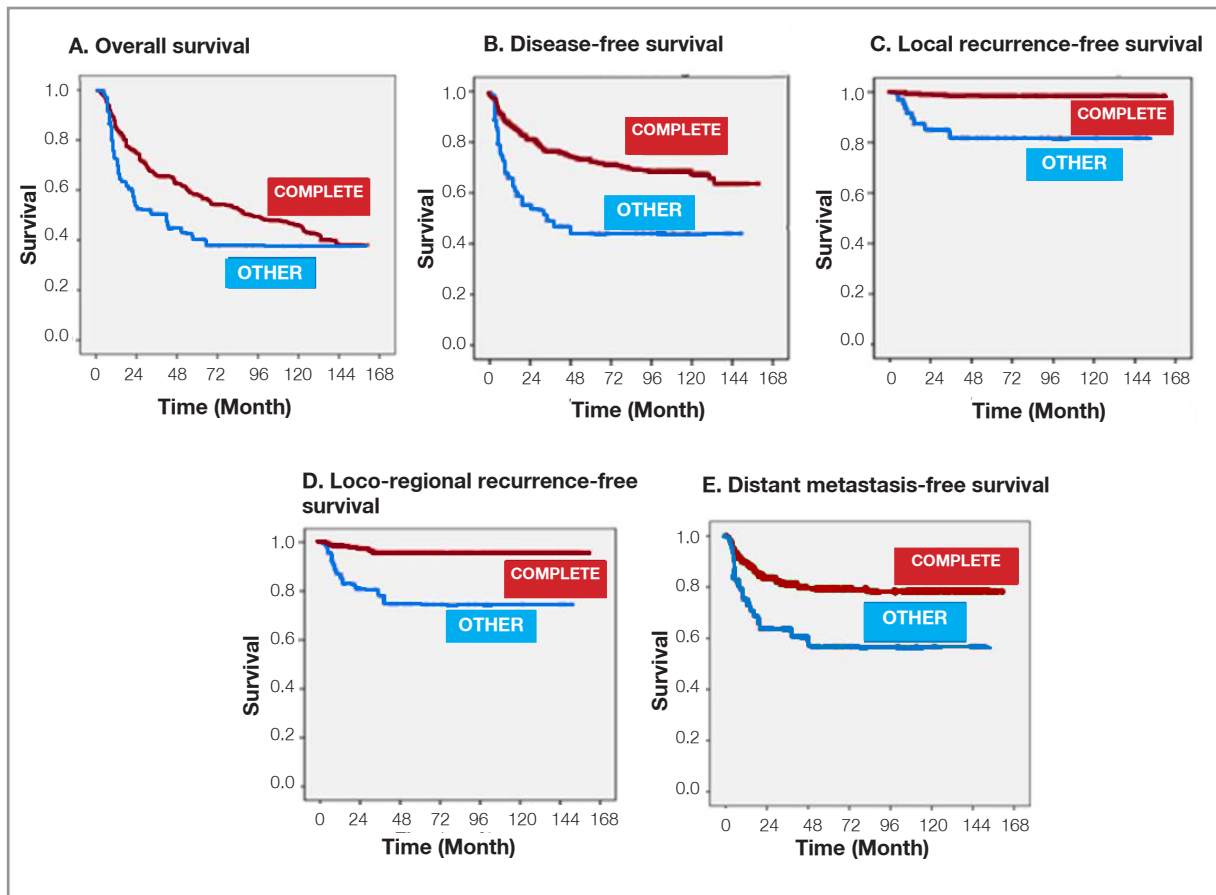 A. Overall survival
1.0
0.8
0.6
0.4
0.2
0.0
Survival
COMPLETE
OTHER
0 24 48 72 96 120 144 168
Time (Month)
B. Disease-free survival
1.0
0.8
0.6
0.4
0.2
0.0
Survival
COMPLETE
OTHER
0 24 48 72 96 120 144 168
Time (Month)
C. Local recurrence-free survival
1.0
0.8
0.6
0.4
0.2
0.0
Survival
COMPLETE
OTHER
0 24 48 72 96 120 144 168
Time (Month)
D. Loco-regional recurrence-free
survival
1.0
0.8
0.6
0.4
0.2
0.0
Survival
COMPLETE
OTHER
0 24 48 72 96 120 144 168
Time (Month)
E. Distant metastasis-free survival
1.0
0.8
0.6
0.4
0.2
0.0
Survival
COMPLETE
OTHER
0 24 48 72 96 120 144 168
Time (Month)